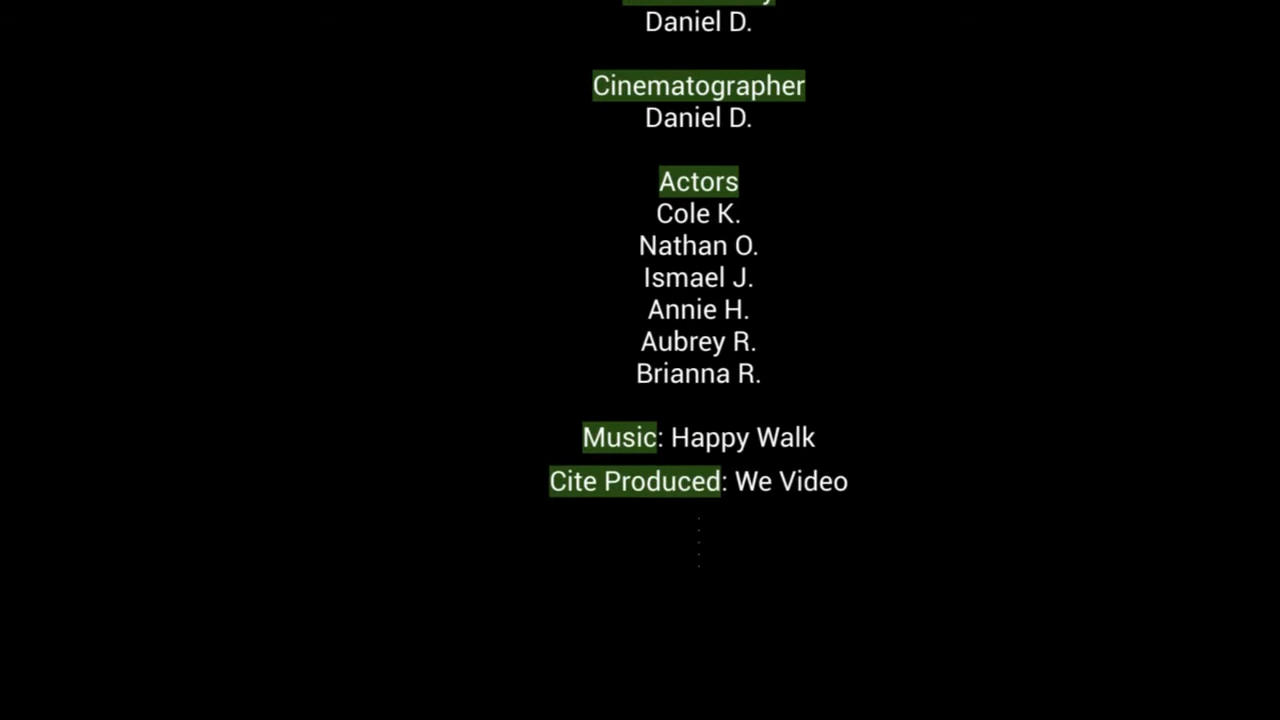 Daniel D.
Cinematographer
Daniel D.
Actors
Cole K.
Nathan O.
Ismael J.
Annie H.
Aubrey R.
Brianna R.
Music: Happy Walk
Cite Produced: We Video
.
.
.
.
.